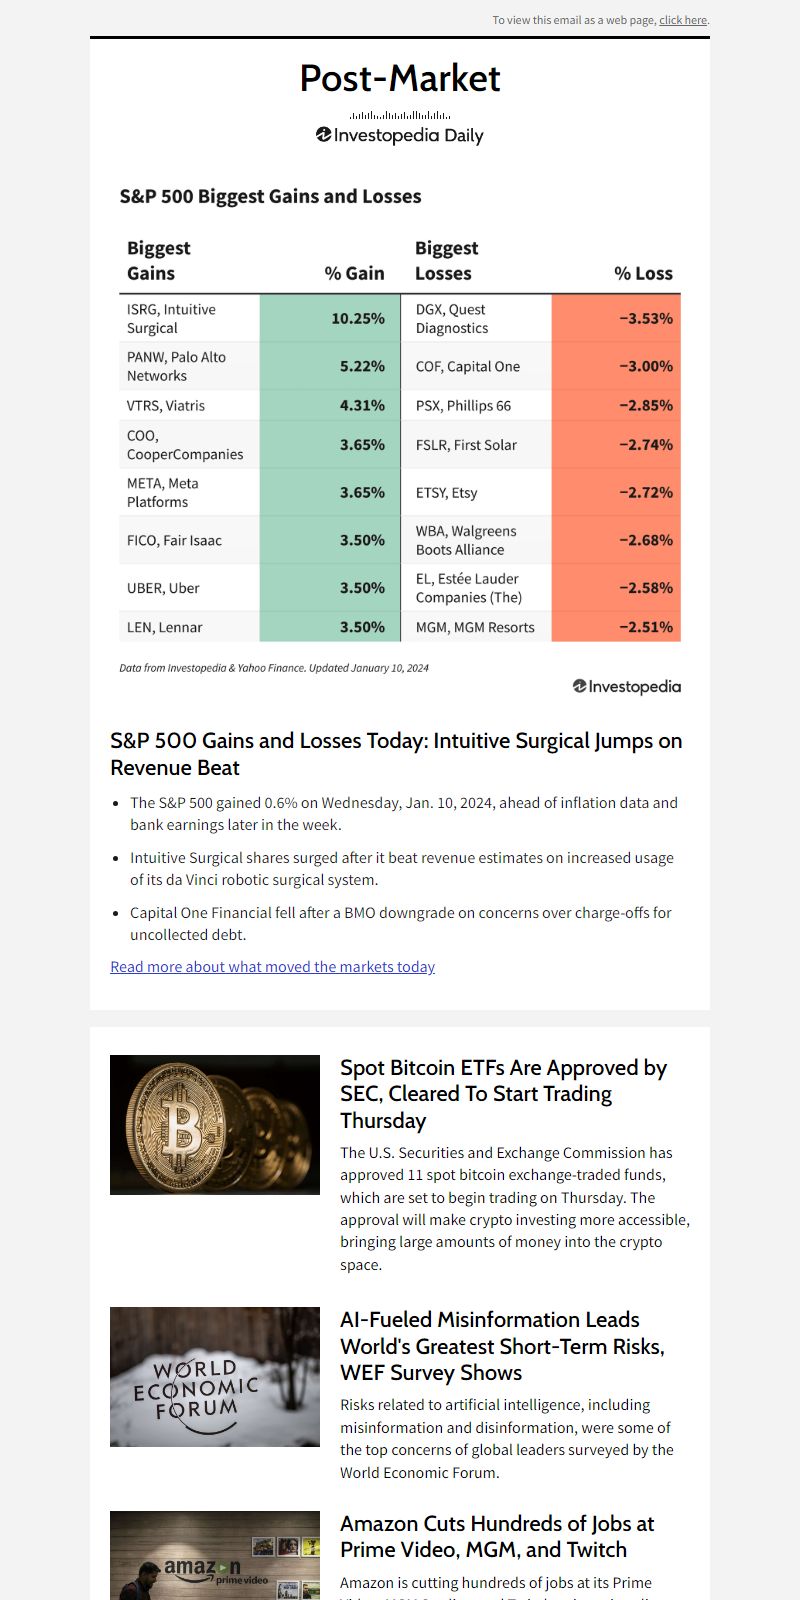 To view this email as a web page, click here.
Post-Market
Investopedia Daily
S&P 500 Biggest Gains and Losses
Biggest Gains % Gain Biggest Losses % Loss
ISRG, Intuitive Surgical 10.25% DGX, Quest Diagnostics −3.53%
PANW, Palo Alto Networks 5.22% COF, Capital One −3.00%
VTRS, Viatris 4.31% PSX, Phillips 66 −2.85%
COO, CooperCompanies 3.65% FSLR, First Solar −2.74%
META, Meta Platforms 3.65% ETSY, Etsy −2.72%
FICO, Fair Isaac 3.50% WBA, Walgreens Boots Alliance −2.68%
UBER, Uber 3.50% EL, Estée Lauder Companies (The) −2.58%
LEN, Lennar 3.50% MGM, MGM Resorts −2.51%
Data from Investopedia & Yahoo Finance. Updated January 10, 2024
Investopedia
S&P 500 Gains and Losses Today: Intuitive Surgical Jumps on
Revenue Beat
• The S&P 500 gained 0.6% on Wednesday, Jan. 10, 2024, ahead of inflation data and
bank earnings later in the week.
• Intuitive Surgical shares surged after it beat revenue estimates on increased usage
of its da Vinci robotic surgical system.
• Capital One Financial fell after a BMO downgrade on concerns over charge-offs for
uncollected debt.
Read more about what moved the markets today
Spot Bitcoin ETFs Are Approved by
SEC, Cleared To Start Trading
Thursday
The U.S. Securities and Exchange Commission has
approved 11 spot bitcoin exchange-traded funds,
which are set to begin trading on Thursday. The
approval will make crypto investing more accessible,
bringing large amounts of money into the crypto
space.
WORLD
ECONOMIC
FORUM
AI-Fueled Misinformation Leads
World's Greatest Short-Term Risks,
WEF Survey Shows
Risks related to artificial intelligence, including
misinformation and disinformation, were some of
the top concerns of global leaders surveyed by the
World Economic Forum.
amazon
prime video
Amazon Cuts Hundreds of Jobs at
Prime Video, MGM, and Twitch
Amazon is cutting hundreds of jobs at its Prime